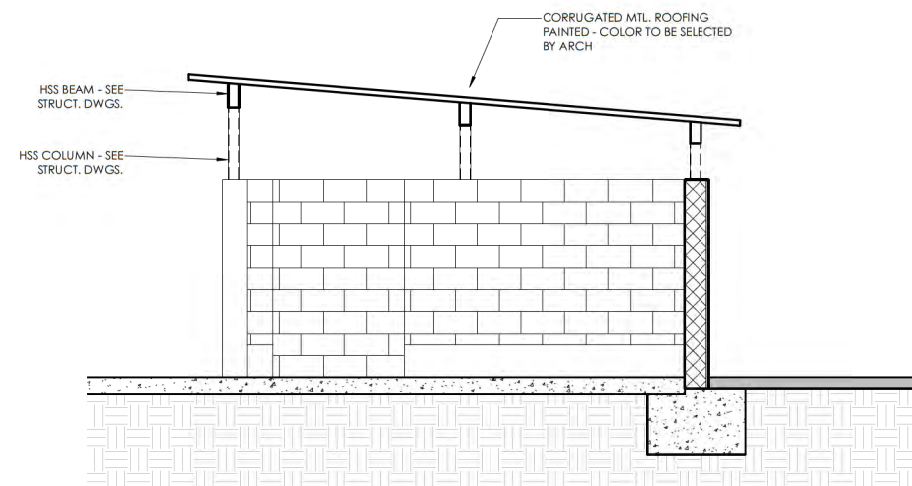 CORRUGATED MTL. ROOFING
PAINTED - COLOR TO BE SELECTED
BY ARCH
HSS BEAM - SEE
STRUCT. DWGS.
HSS COLUMN - SEE
STRUCT. DWGS.